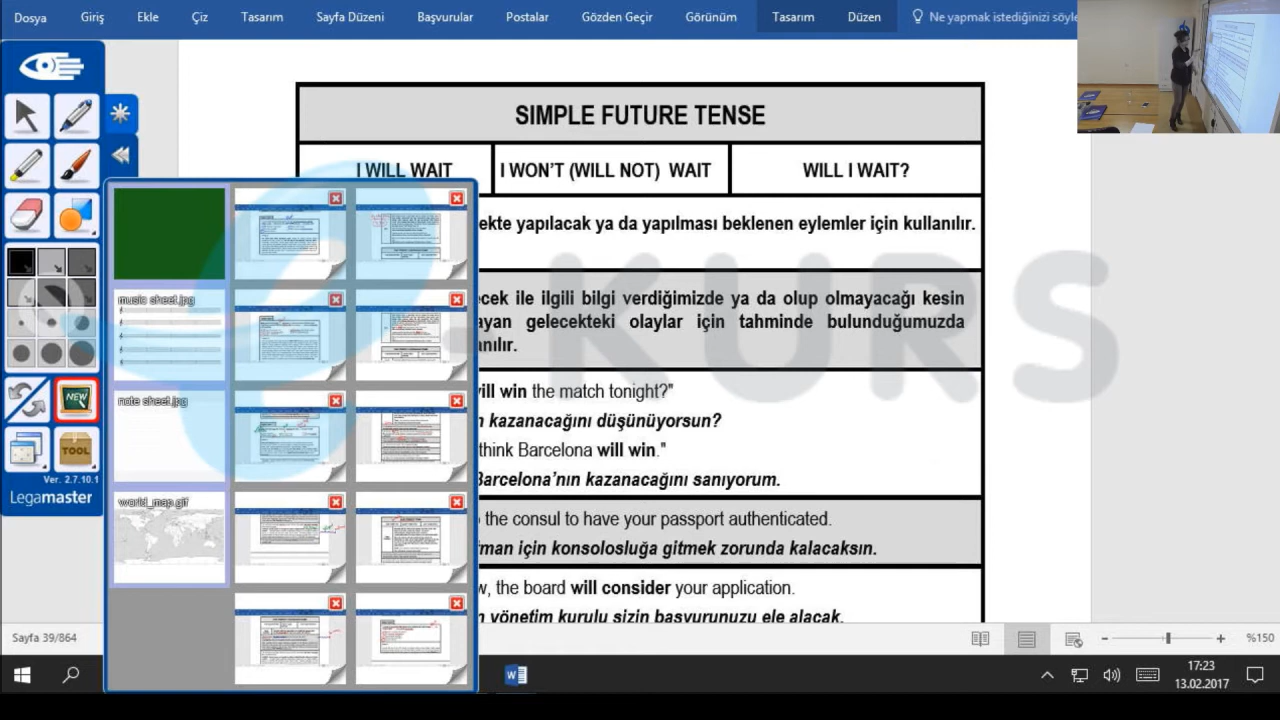 Dosya Giriş Ekle Çiz Tasarım Sayfa Düzeni Başvurular Postalar Gözden Geçir Görünüm Tasarım Düzen Ne yapmak istediğinizi söyle
SIMPLE FUTURE TENSE
I WILL WAIT I WON'T (WILL NOT) WAIT WILL I WAIT?
ekte yapılacak ya da yapılması beklenen eylemler için kullanılır.
ecek ile ilgili bilgi verdiğimizde ya da olup olmayacağı kesin
ayan gelecekteki olaylar için tahminde bulunduğumuzda
anılır.
will win the match tonight?"
n kazanacağını düşünüyorsun?
think Barcelona will win."
Barcelona'nın kazanacağını sanıyorum.
the consul to have your passport authenticated.
man için konsolosluğa gitmek zorunda kalacaksın.
w, the board will consider your application.
n yönetim kurulu sizin başvurunuzu ele alacak.
music sheet.jpg
note sheet.jpg
world_map.gif
NEW
TOOL
Ver. 2.7.10.1
Legamaster
KURS
Sayfa 39/864
%150
17:23
13.02.2017